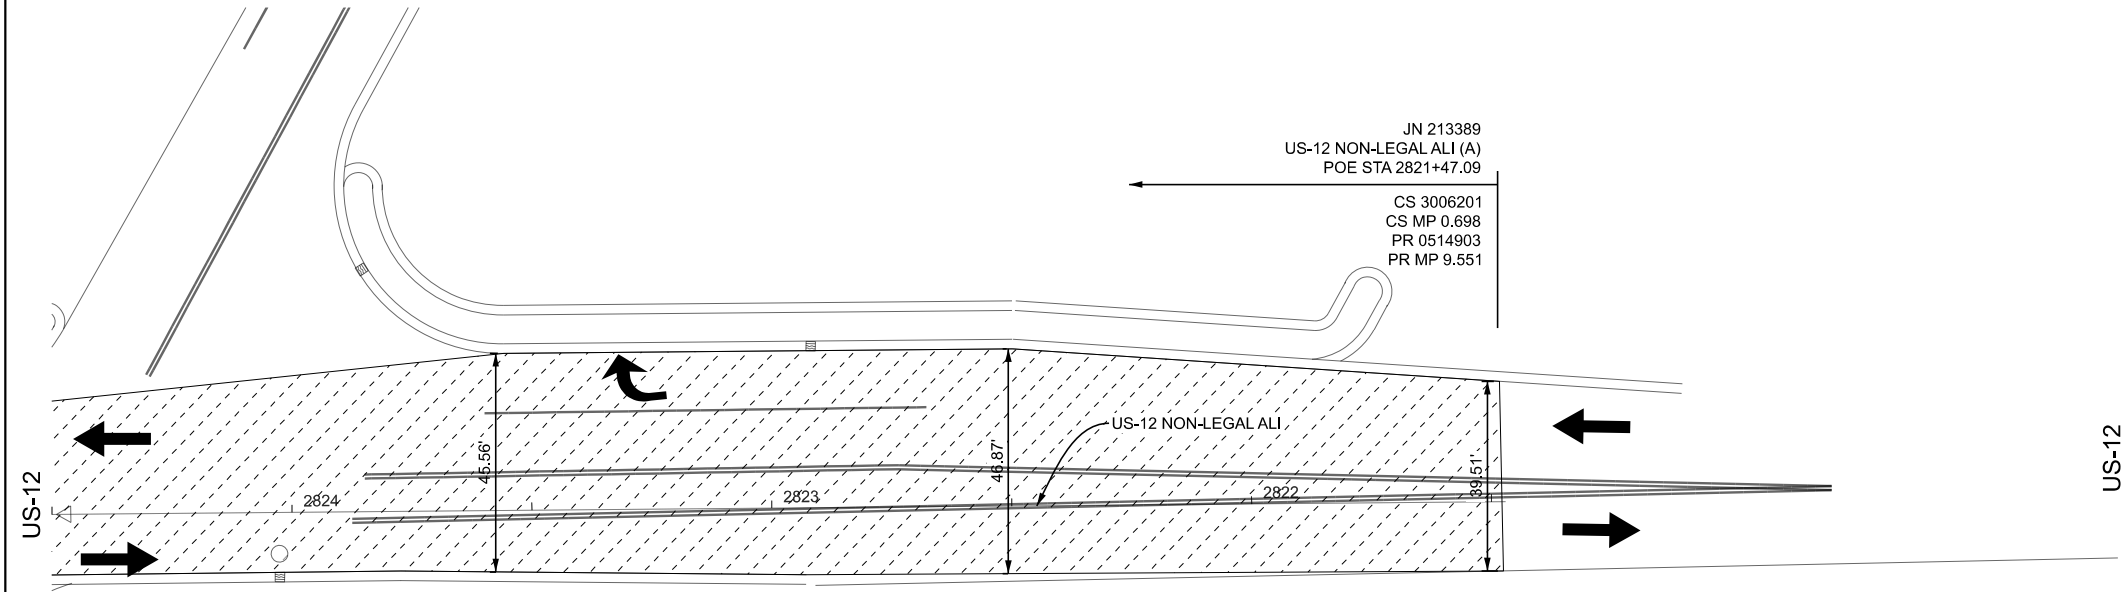 JN 213389
US-12 NON-LEGAL ALI (A)
POE STA 2821+47.09
CS 3006201
CS MP 0.698
PR 0514903
PR MP 9.551
US-12 NON-LEGAL ALI
45.56'
46.87'
39.51'
2824
2823
2822
US-12
US-12